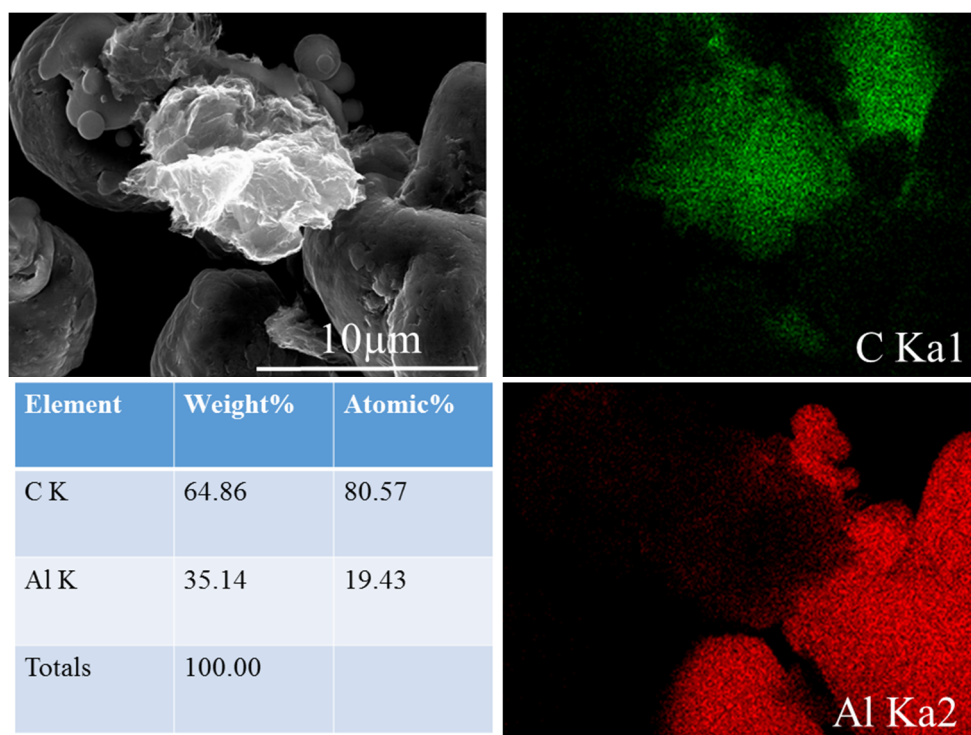 10μm
C Ka1
Element Weight% Atomic%
C K 64.86 80.57
Al K 35.14 19.43
Totals 100.00
Al Ka2